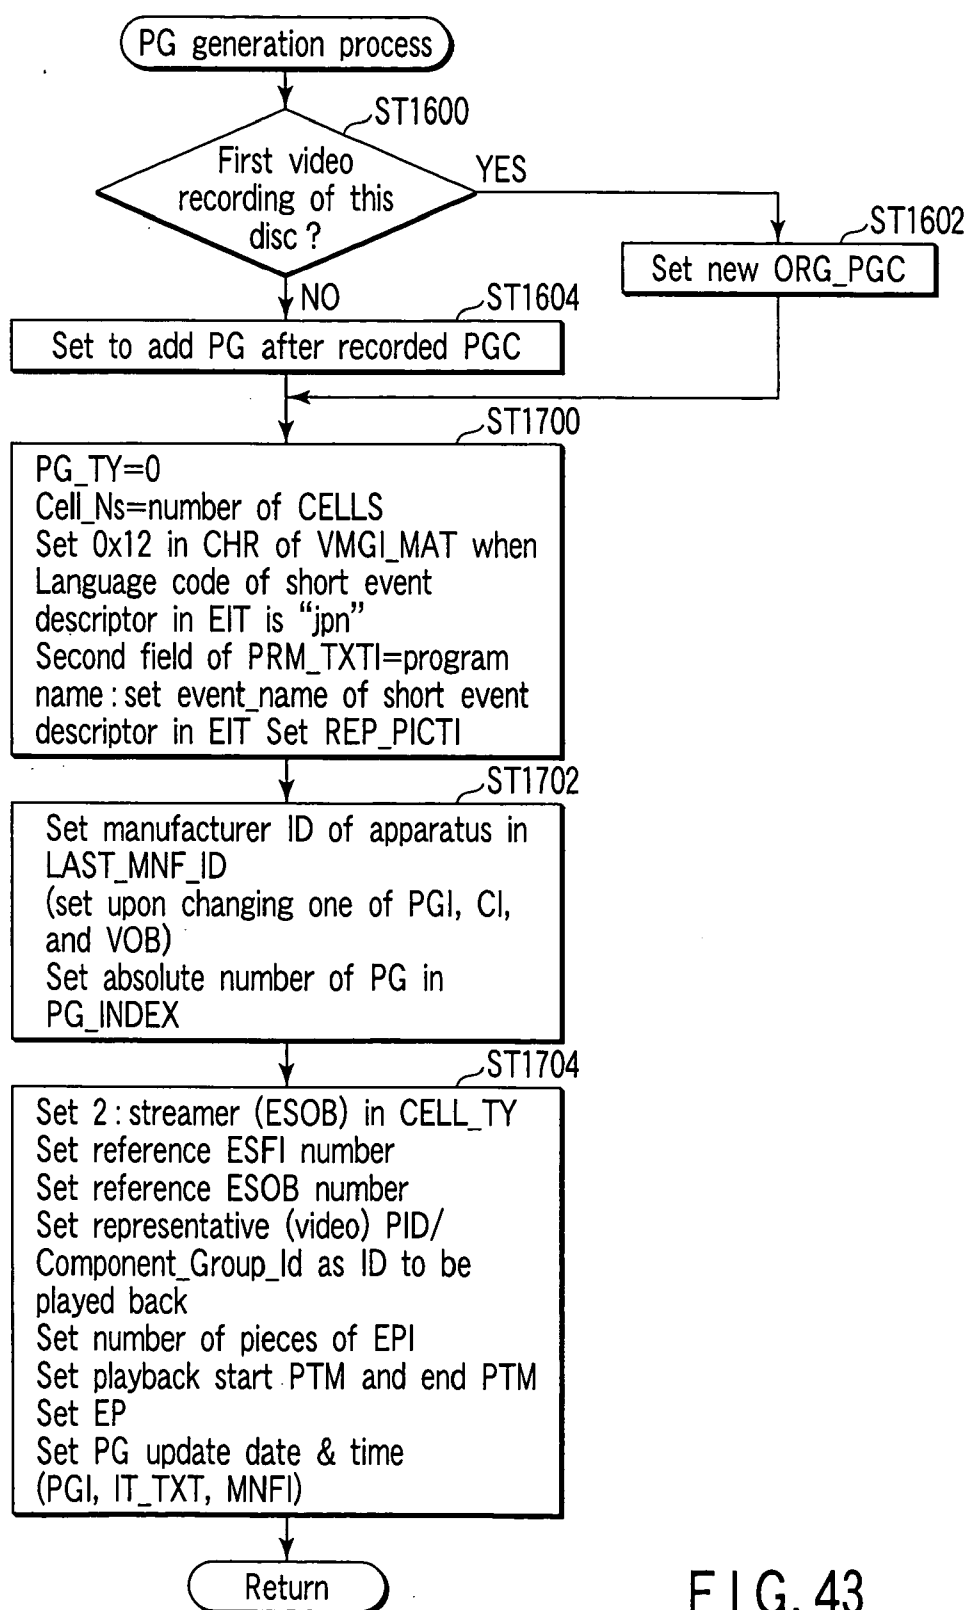 PG generation process
ST1600
First video
recording of this
disc ?
YES
ST1602
Set new ORG_PGC
NO
ST1604
Set to add PG after recorded PGC
ST1700
PG_TY=0
Cell_Ns=number of CELLS
Set 0x12 in CHR of VMGI_MAT when
Language code of short event
descriptor in EIT is “jpn”
Second field of PRM_TXTI=program
name : set event_name of short event
descriptor in EIT Set REP_PICTI
ST1702
Set manufacturer ID of apparatus in
LAST_MNF_ID
(set upon changing one of PGI, CI,
and VOB)
Set absolute number of PG in
PG_INDEX
ST1704
Set 2 : streamer (ESOB) in CELL_TY
Set reference ESFI number
Set reference ESOB number
Set representative (video) PID/
Component_Group_Id as ID to be
played back
Set number of pieces of EPI
Set playback start PTM and end PTM
Set EP
Set PG update date & time
(PGI, IT_TXT, MNFI)
Return
FIG. 43